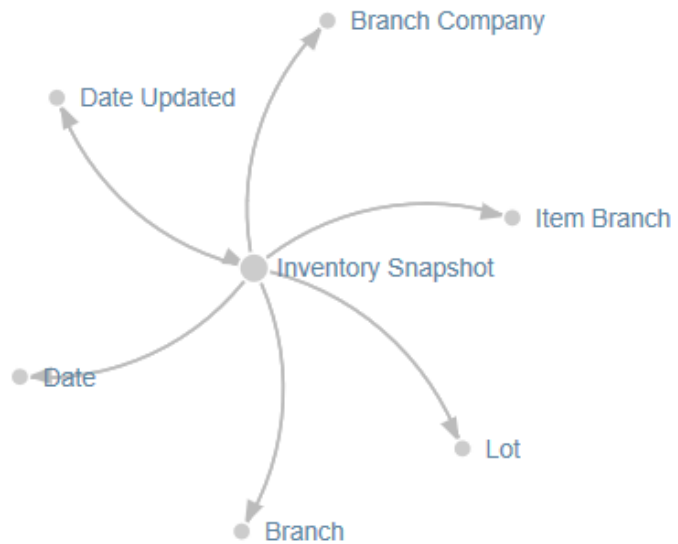 Branch Company
Date Updated
Item Branch
Inventory Snapshot
Date
Lot
Branch